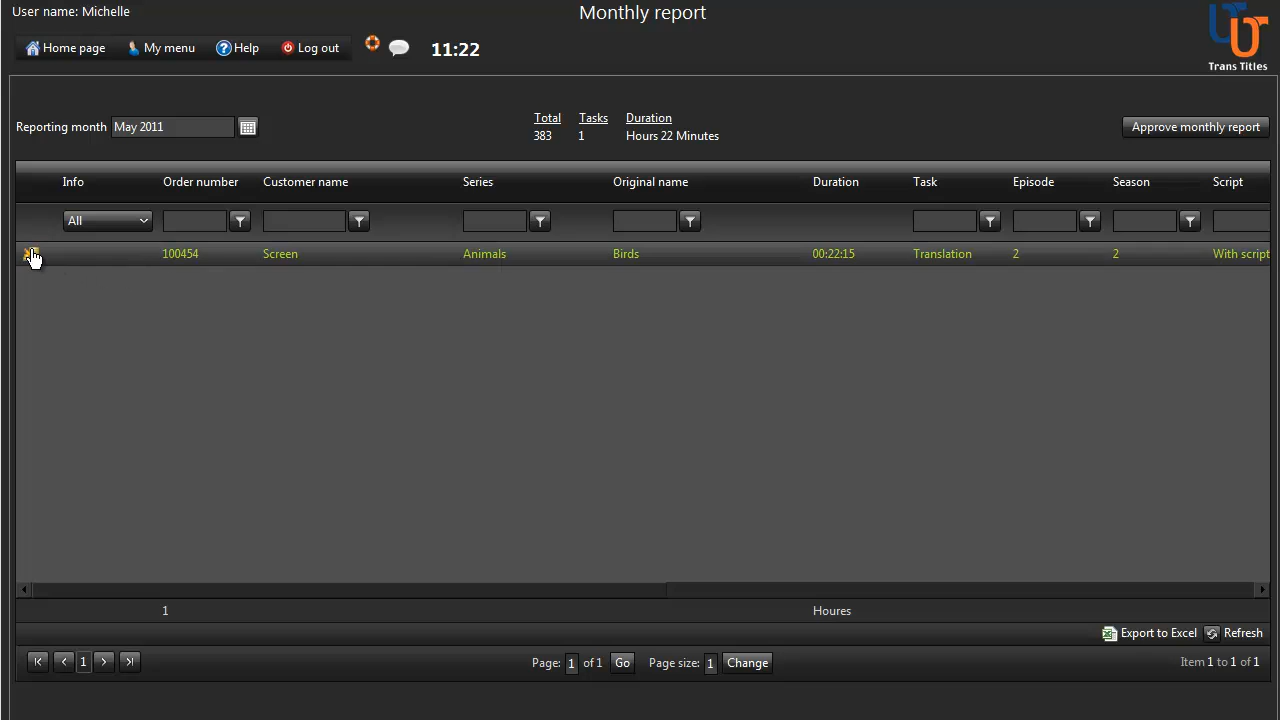 User name: Michelle
Monthly report
Home page My menu Help Log out 11:22
Trans Titles
Reporting month May 2011
Total Tasks Duration
383 1 Hours 22 Minutes
Approve monthly report
Info Order number Customer name Series Original name Duration Task Episode Season Script
All
100454 Screen Animals Birds 00:22:15 Translation 2 2 With script
1 Houres
Export to Excel Refresh
1 Page: 1 of 1 Go Page size: 1 Change Item 1 to 1 of 1